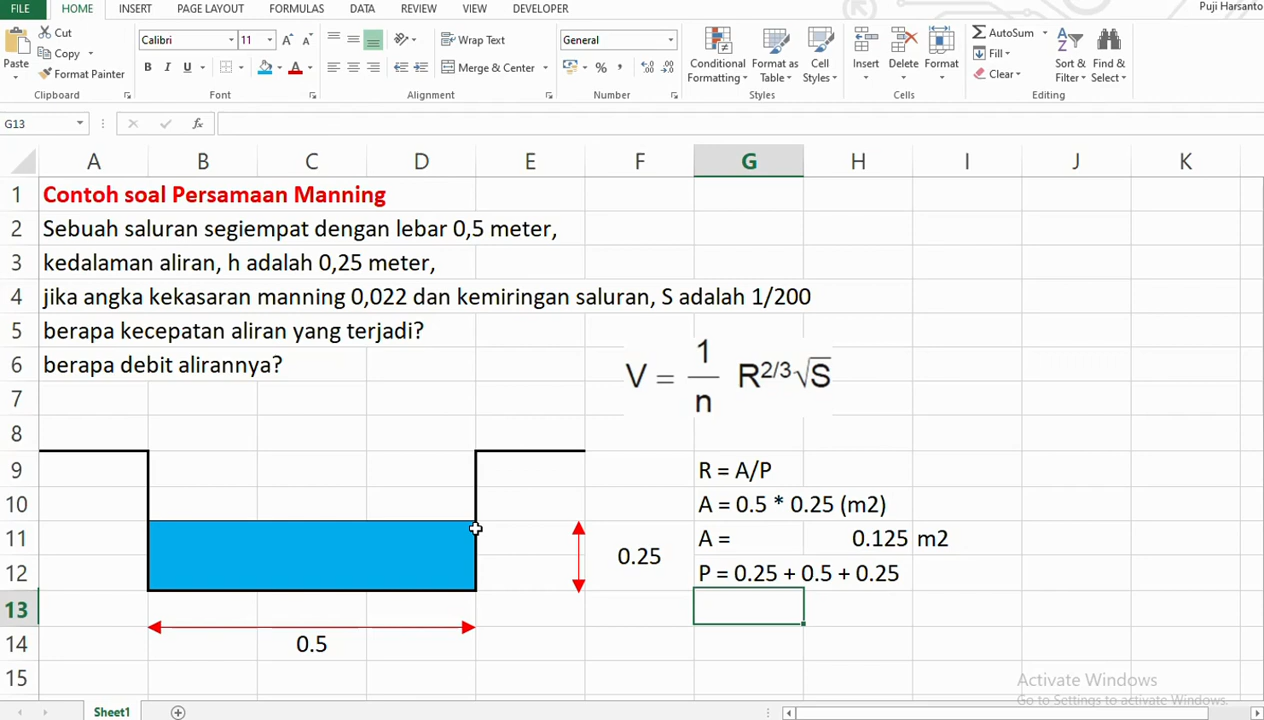 FILE HOME INSERT PAGE LAYOUT FORMULAS DATA REVIEW VIEW DEVELOPER Puji Harsanto
Paste Cut Copy Format Painter Clipboard
Calibri 11 A A B I U A Font
Wrap Text Merge & Center Alignment
General % , Number
Conditional Formatting Format as Table Cell Styles Styles
Insert Delete Format Cells
AutoSum Fill Clear Sort & Filter Find & Select Editing
G13 fx
A B C D E F G H I J K
1 Contoh soal Persamaan Manning
2 Sebuah saluran segiempat dengan lebar 0,5 meter,
3 kedalaman aliran, h adalah 0,25 meter,
4 jika angka kekasaran manning 0,022 dan kemiringan saluran, S adalah 1/200
5 berapa kecepatan aliran yang terjadi?
6 berapa debit alirannya?
V = 1/n R^2/3 √S
7
8
9 R = A/P
10 A = 0.5 * 0.25 (m2)
11 A = 0.125 m2
0.25
12 P = 0.25 + 0.5 + 0.25
13
14 0.5
15
Activate Windows
Go to Settings to activate Windows.
Sheet1